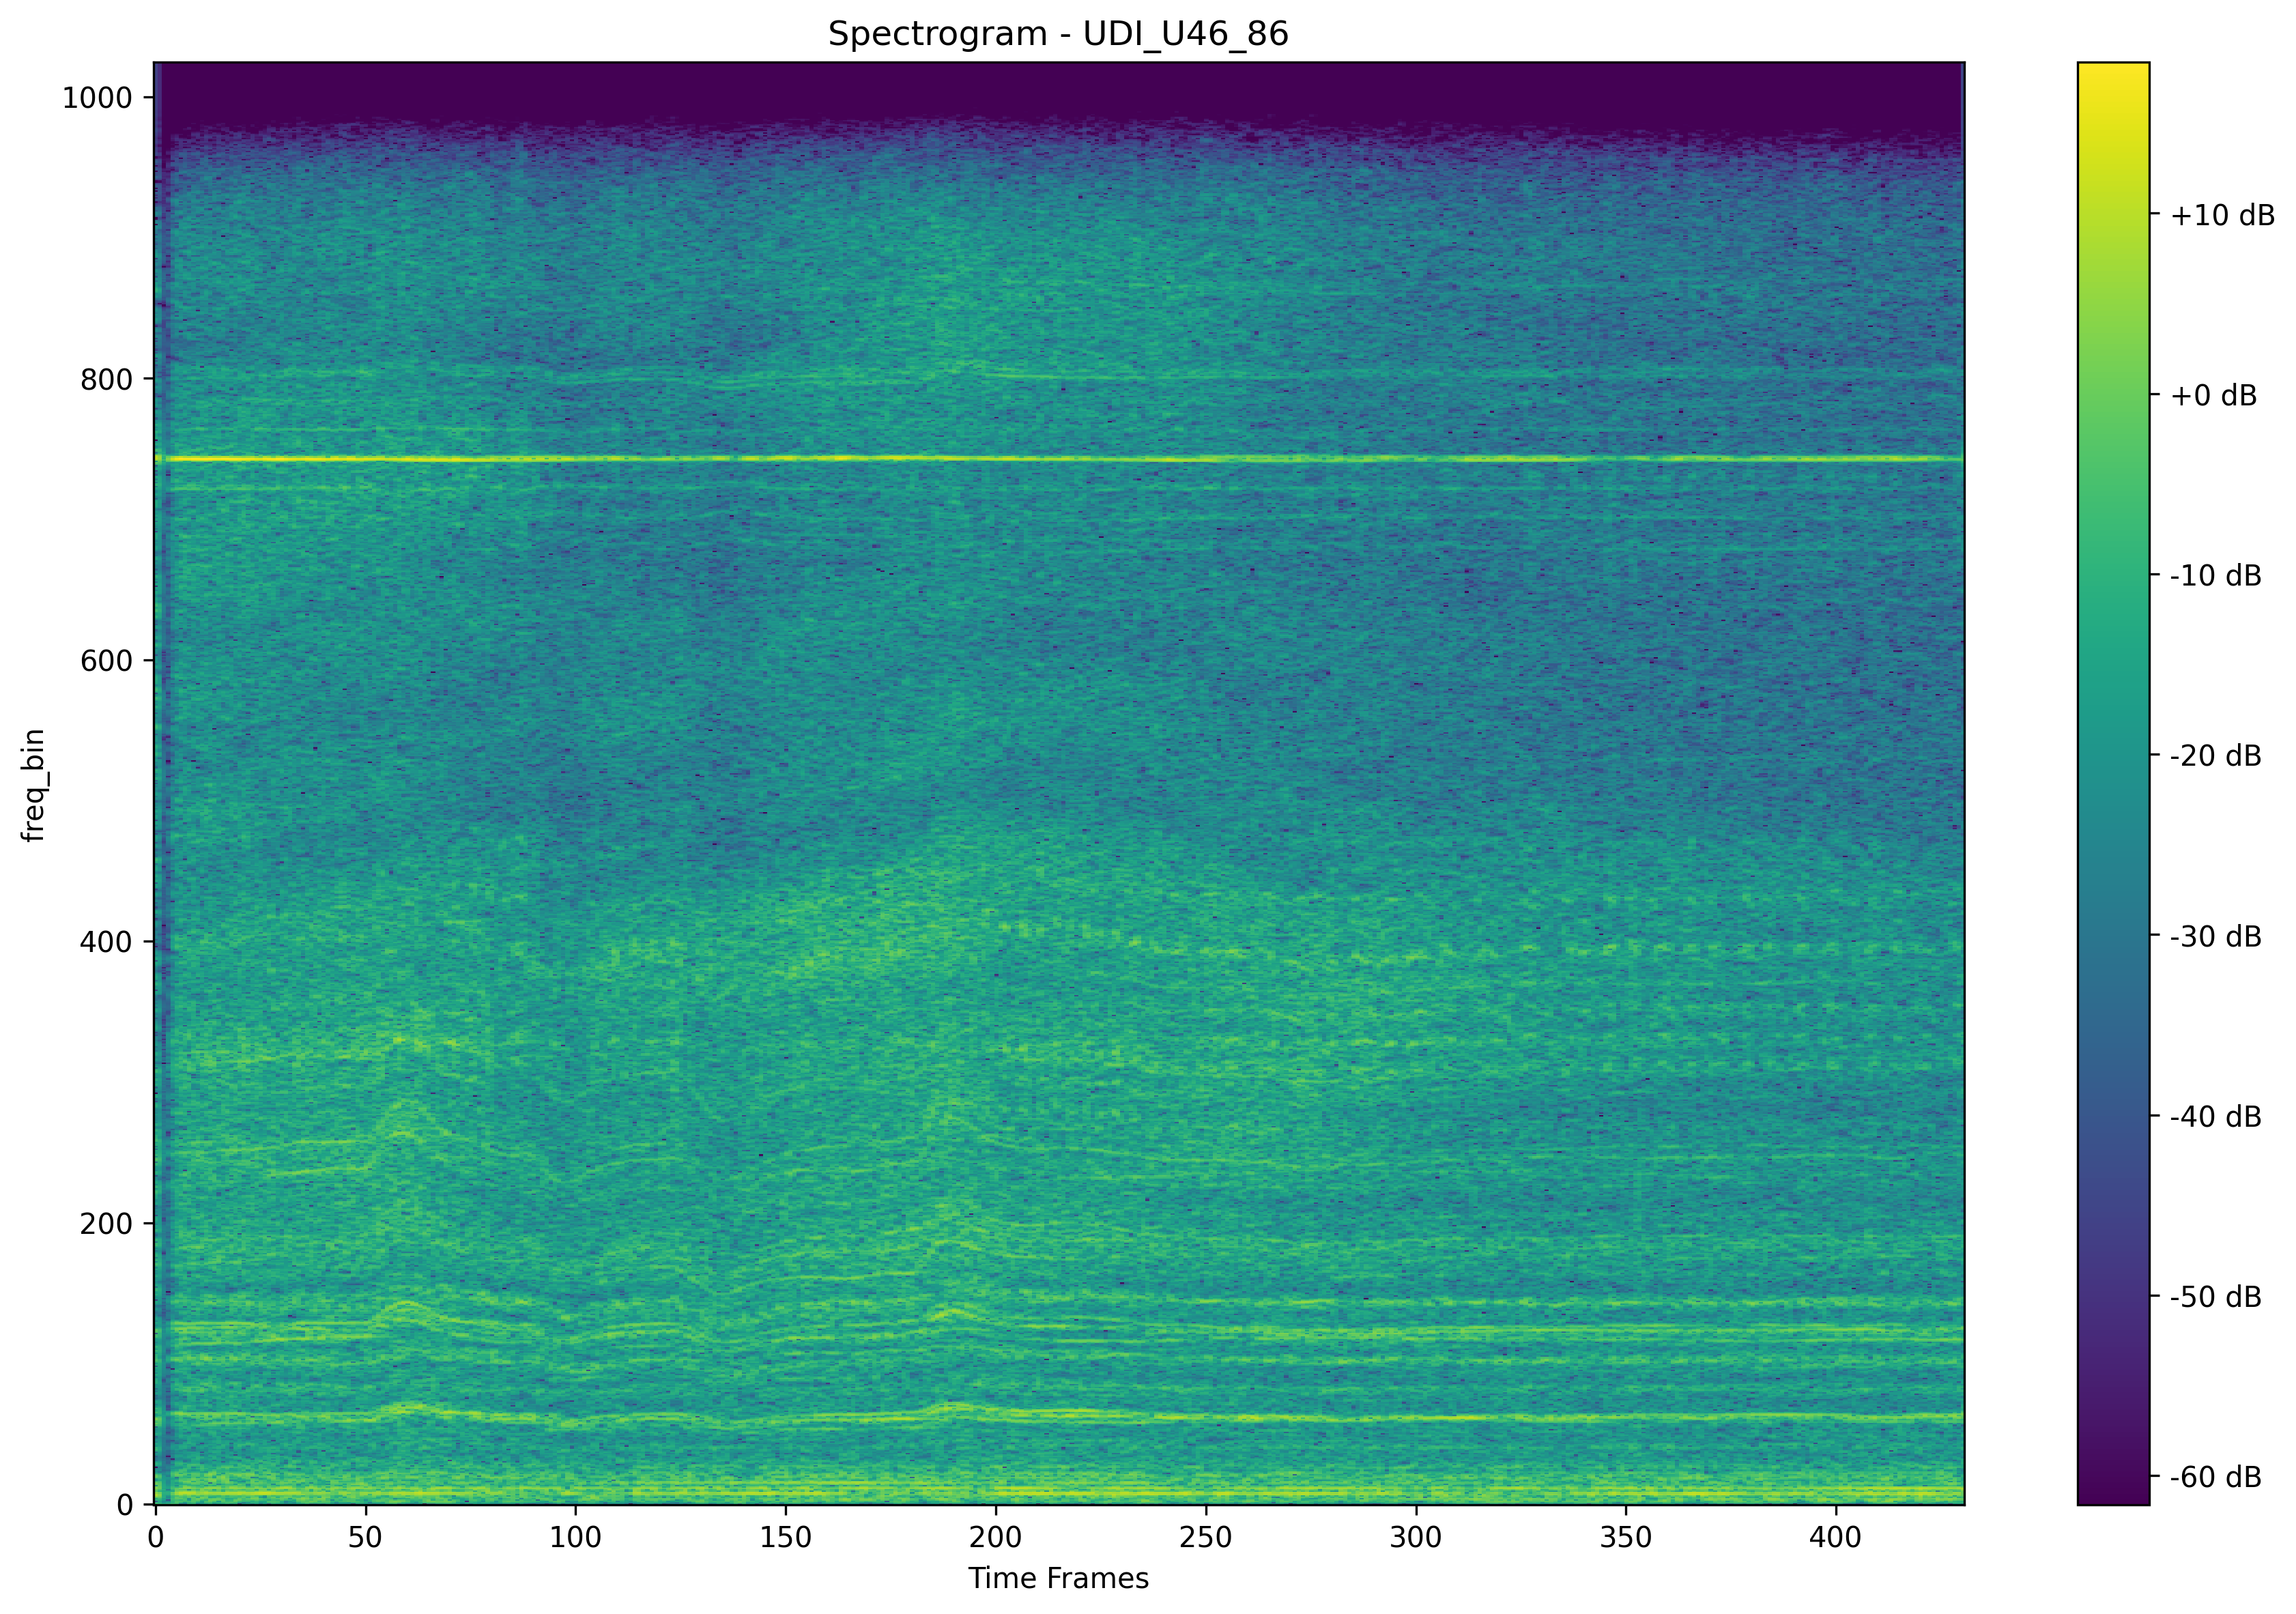 Spectrogram - UDI_U46_86
1000
800
600
400
200
0
freq_bin
0 50 100 150 200 250 300 350 400
Time Frames
+10 dB
+0 dB
-10 dB
-20 dB
-30 dB
-40 dB
-50 dB
-60 dB